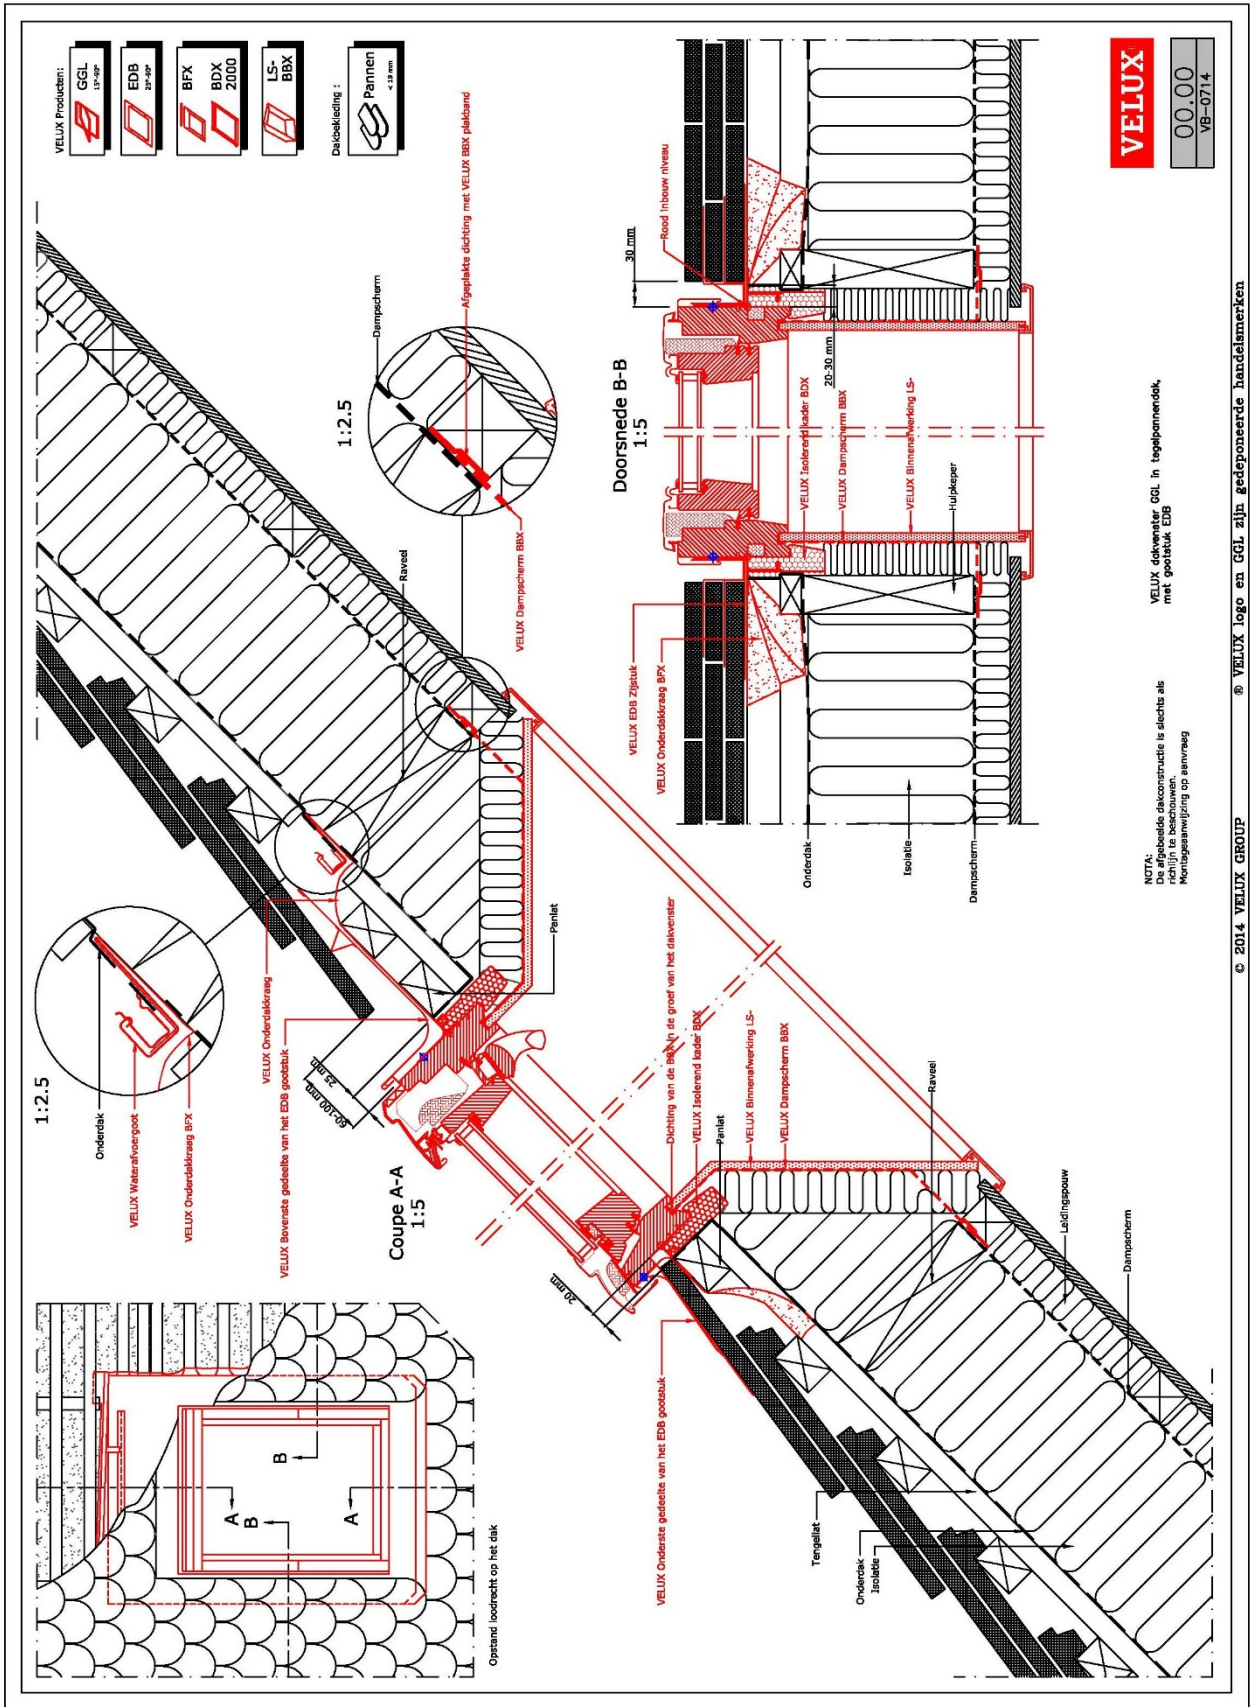 1:2.5
Onderdak
VELUX Waterafvoergoot
VELUX Onderdakkraag BFX
VELUX Onderdakkraag
VELUX Bovenste gedeelte van het EDB gootstuk
Coupe A-A
1:5
60-100 mm
25 mm
20 mm
Panlat
Raveel
1:2.5
Dampscherm
Afgeplakte dichting met VELUX BBX plakband
VELUX Dampscherm BBX
VELUX Producten:
GGL
15°-90°
EDB
BFX
BDX
2000
LS-
BBX
Dakbekleding :
Pannen
Opstand loodrecht op het dak
A
A
B
B
VELUX Onderste gedeelte van het EDB gootstuk
Tengellat
Onderdak
Isolatie
Dichting van de BBX in de groef van het dakvenster
VELUX Isolerend kader BDX
Panlat
VELUX Binnenafwerking LS-
VELUX Dampscherm BBX
Raveel
Leidingspouw
Dampscherm
Doorsnede B-B
1:5
30 mm
Rood inbouw niveau
20-30 mm
VELUX EDB Zijstuk
VELUX Onderdakkraag BFX
VELUX Isolerend kader BDX
VELUX Dampscherm BBX
VELUX Binnenafwerking LS-
Hulpkeper
Onderdak
Isolatie
Dampscherm
NOTA:
De afgebeelde dakconstructie is slechts als
richtlijn te beschouwen.
Montageaanwijzing op aanvraag
VELUX dakvenster GGL in tegelpannendak,
met gootstuk EDB
VELUX
00.00
VB-0714
© 2014 VELUX GROUP ® VELUX logo en GGL zijn gedeponeerde handelsmerken